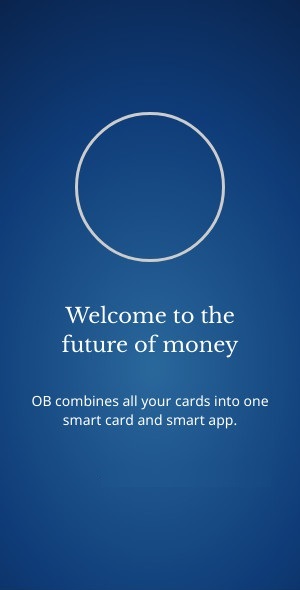 Welcome to the
future of money
OB combines all your cards into one
smart card and smart app.